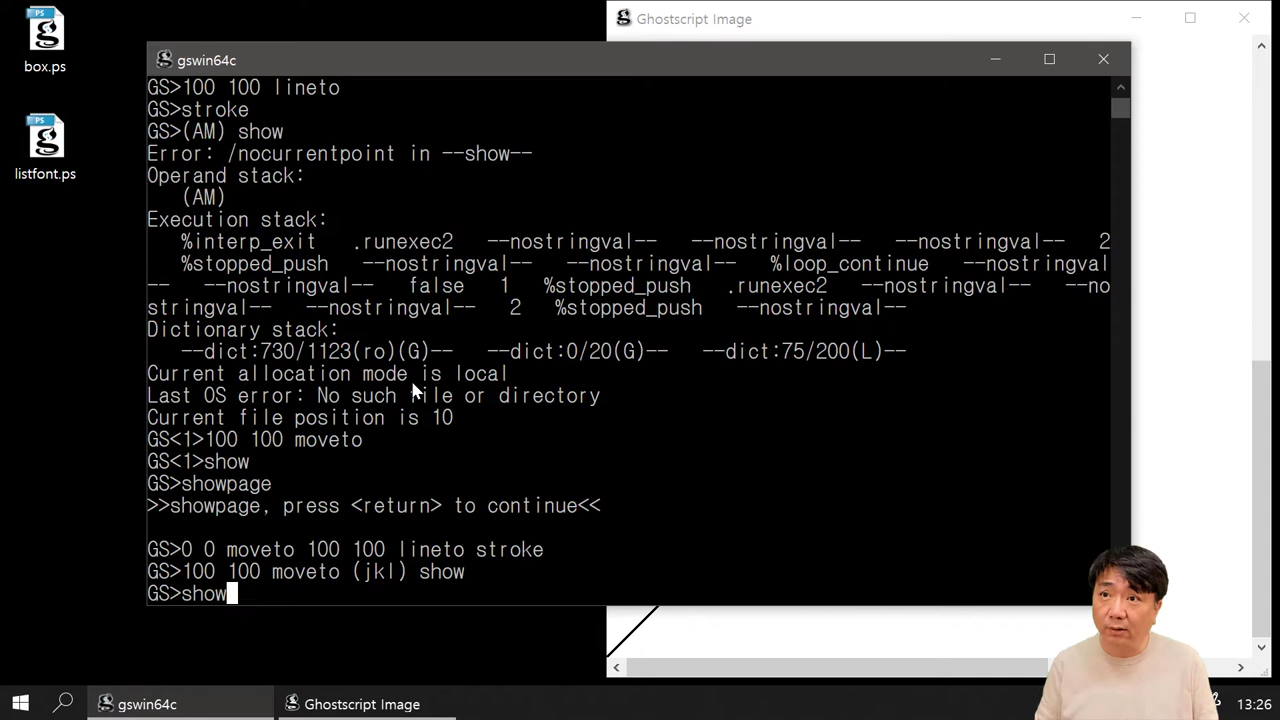 box.ps
listfont.ps
Ghostscript Image
gswin64c
GS>100 100 lineto
GS>stroke
GS>(AM) show
Error: /nocurrentpoint in --show--
Operand stack:
(AM)
Execution stack:
%interp_exit   .runexec2   --nostringval--   --nostringval--   --nostringval--   2
%stopped_push   --nostringval--   --nostringval--   %loop_continue   --nostringval
--   --nostringval--   false   1   %stopped_push   .runexec2   --nostringval--   --no
stringval--   --nostringval--   2   %stopped_push   --nostringval--
Dictionary stack:
--dict:730/1123(ro)(G)--   --dict:0/20(G)--   --dict:75/200(L)--
Current allocation mode is local
Last OS error: No such file or directory
Current file position is 10
GS<1>100 100 moveto
GS<1>show
GS>showpage
>>showpage, press <return> to continue<<
GS>0 0 moveto 100 100 lineto stroke
GS>100 100 moveto (jkl) show
GS>show
gswin64c
Ghostscript Image
13:26